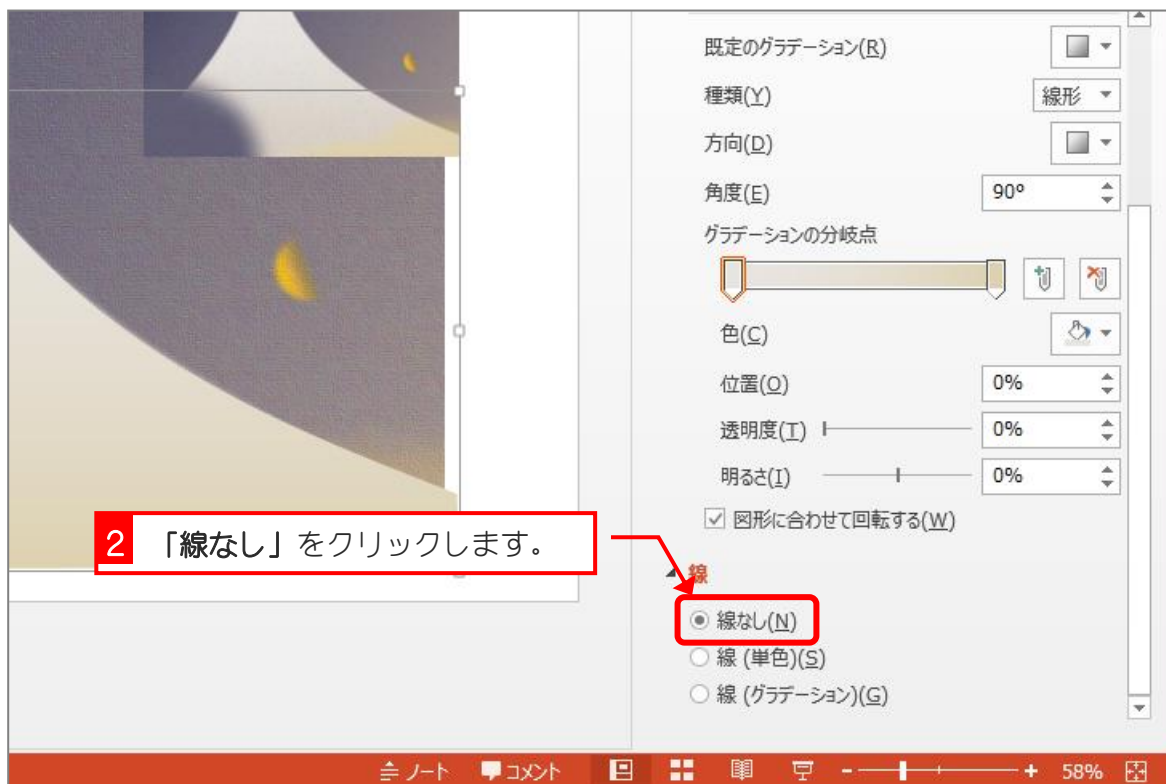 既定のグラデーション(R)
種類(Y) 線形
方向(D)
角度(E) 90°
グラデーションの分岐点
色(C)
位置(O) 0%
透明度(T) 0%
明るさ(I) 0%
図形に合わせて回転する(W)
2 「線なし」をクリックします。
線
線なし(N)
線 (単色)(S)
線 (グラデーション)(G)
ノート コメント - + 58%